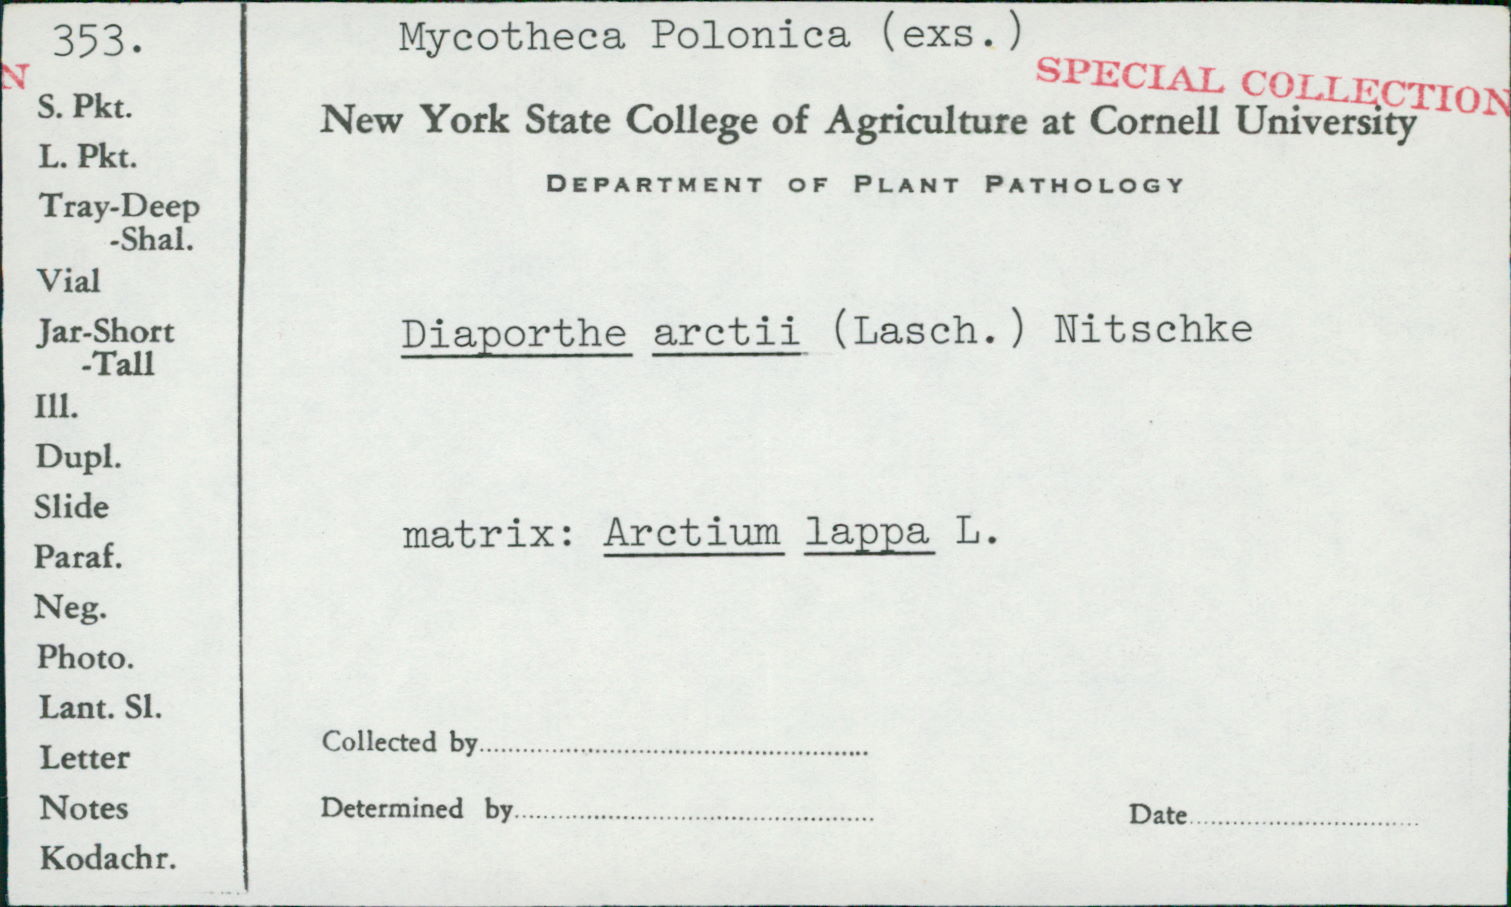 353.
N
S. Pkt.
L. Pkt.
Tray-Deep
-Shal.
Vial
Jar-Short
-Tall
Ill.
Dupl.
Slide
Paraf.
Neg.
Photo.
Lant. Sl.
Letter
Notes
Kodachr.
Mycotheca Polonica (exs.)
SPECIAL COLLECTION
New York State College of Agriculture at Cornell University
DEPARTMENT OF PLANT PATHOLOGY
Diaporthe arctii (Lasch.) Nitschke
matrix: Arctium lappa L.
Collected by
Determined by
Date